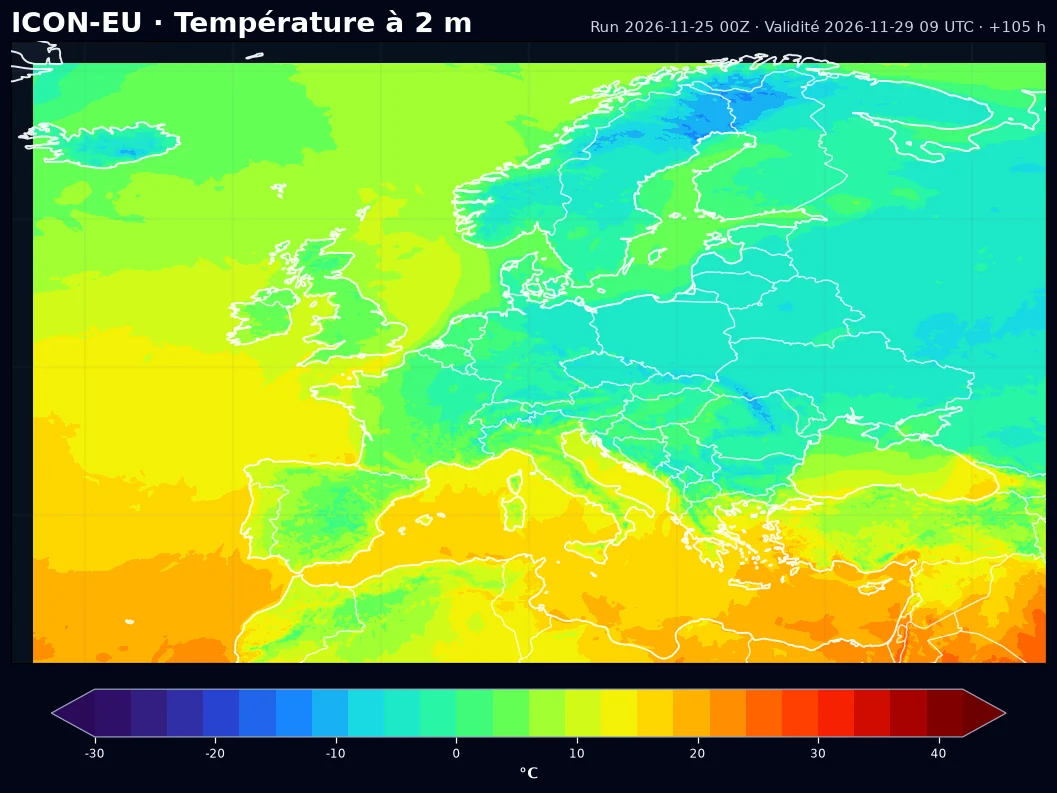 ICON-EU · Température à 2 m
Run 2026-11-25 00Z · Validité 2026-11-29 09 UTC · +105 h
-30 -20 -10 0 10 20 30 40
°C